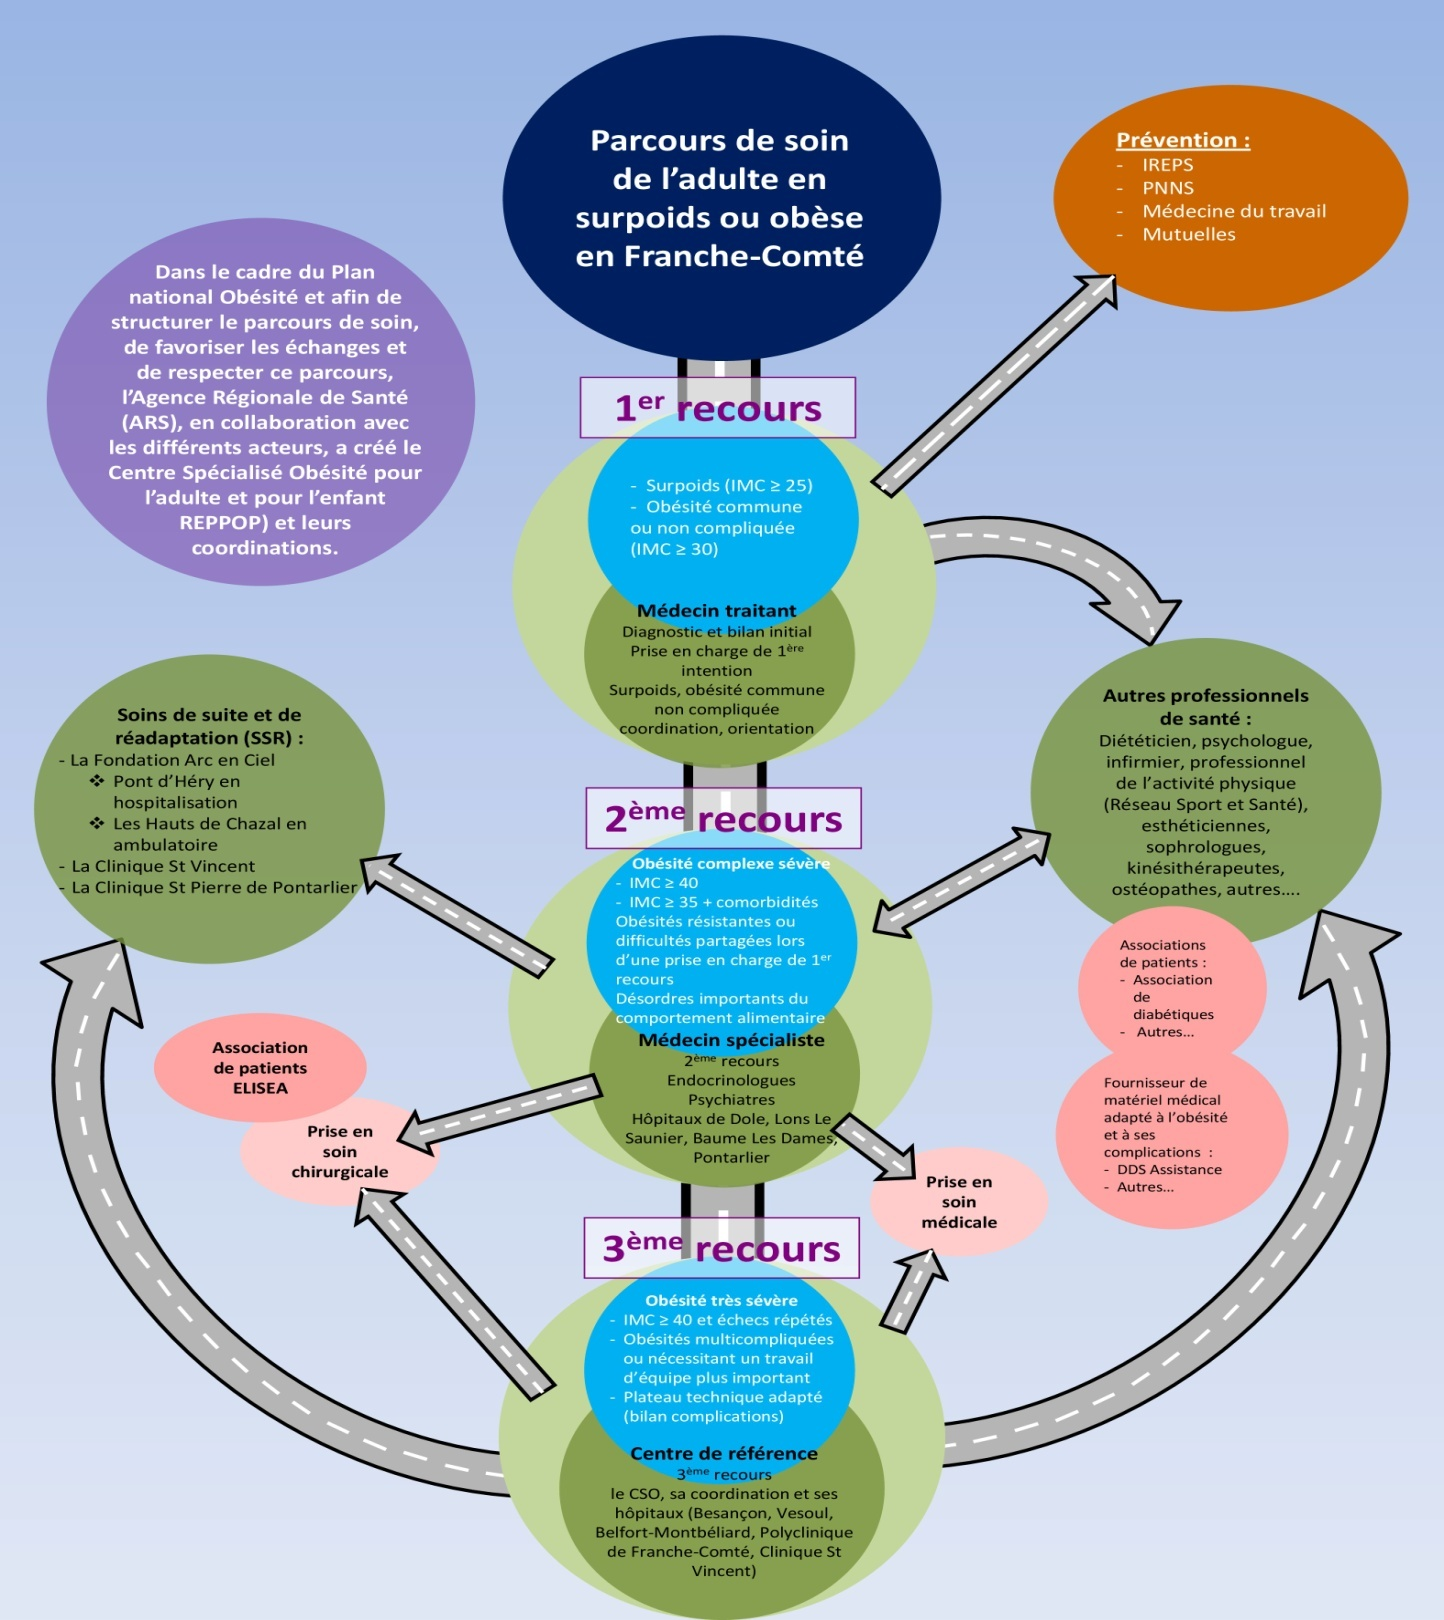 Parcours de soin
de l'adulte en
surpoids ou obèse
en Franche-Comté
Prévention :
- IREPS
- PNNS
- Médecine du travail
- Mutuelles
Dans le cadre du Plan
national Obésité et afin de
structurer le parcours de soin,
de favoriser les échanges et
de respecter ce parcours,
l'Agence Régionale de Santé
(ARS), en collaboration avec
les différents acteurs, a créé le
Centre Spécialisé Obésité pour
l'adulte et pour l'enfant
REPPOP) et leurs
coordinations.
1er recours
- Surpoids (IMC ≥ 25)
- Obésité commune
ou non compliquée
(IMC ≥ 30)
Médecin traitant
Diagnostic et bilan initial
Prise en charge de 1ère
intention
Surpoids, obésité commune
non compliquée
coordination, orientation
Soins de suite et de
réadaptation (SSR) :
- La Fondation Arc en Ciel
❖ Pont d'Héry en
hospitalisation
❖ Les Hauts de Chazal en
ambulatoire
- La Clinique St Vincent
- La Clinique St Pierre de Pontarlier
Autres professionnels
de santé :
Diététicien, psychologue,
infirmier, professionnel
de l'activité physique
(Réseau Sport et Santé),
esthéticiennes,
sophrologues,
kinésithérapeutes,
ostéopathes, autres....
2ème recours
Obésité complexe sévère
- IMC ≥ 40
- IMC ≥ 35 + comorbidités
Obésités résistantes ou
difficultés partagées lors
d'une prise en charge de 1er
recours
Désordres importants du
comportement alimentaire
Médecin spécialiste
2ème recours
Endocrinologues
Psychiatres
Hôpitaux de Dole, Lons Le
Saunier, Baume Les Dames,
Pontarlier
Associations
de patients :
- Association
de
diabétiques
- Autres...
Fournisseur de
matériel médical
adapté à l'obésité
et à ses
complications :
- DDS Assistance
- Autres...
Association
de patients
ELISEA
Prise en
soin
chirurgicale
Prise en
soin
médicale
3ème recours
Obésité très sévère
- IMC ≥ 40 et échecs répétés
- Obésités multicompliquées
ou nécessitant un travail
d'équipe plus important
- Plateau technique adapté
(bilan complications)
Centre de référence
3ème recours
le CSO, sa coordination et ses
hôpitaux (Besançon, Vesoul,
Belfort-Montbéliard, Polyclinique
de Franche-Comté, Clinique St
Vincent)